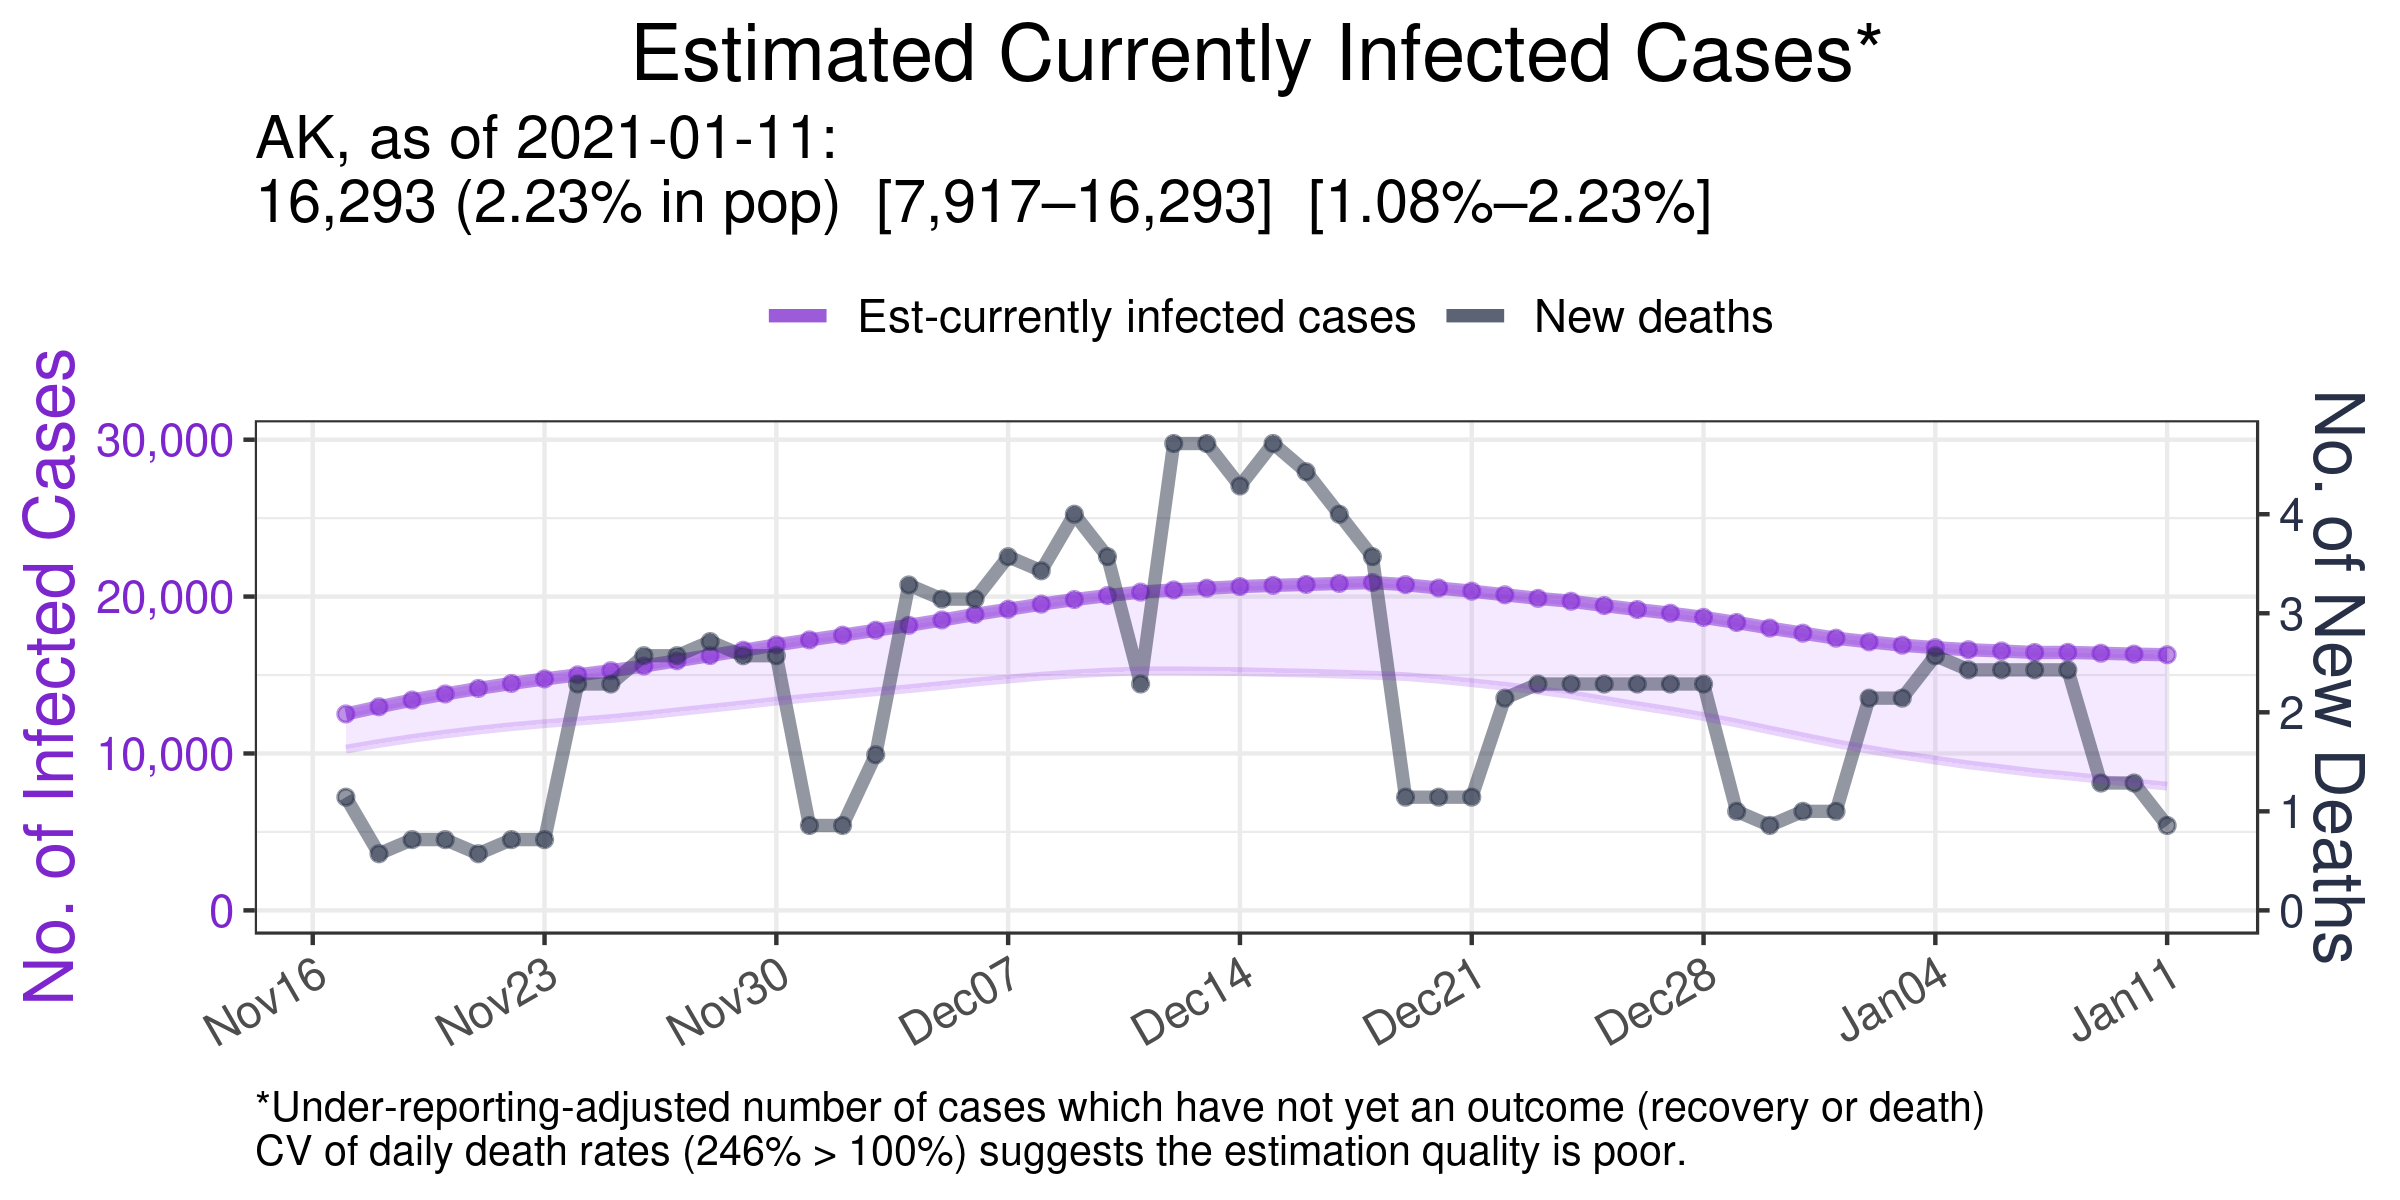 Estimated Currently Infected Cases*
AK, as of 2021-01-11:
16,293 (2.23% in pop)  [7,917–16,293]  [1.08%–2.23%]
Est-currently infected cases
New deaths
No. of Infected Cases
30,000
20,000
10,000
0
No. of New Deaths
4
3
2
1
0
Nov16
Nov23
Nov30
Dec07
Dec14
Dec21
Dec28
Jan04
Jan11
*Under-reporting-adjusted number of cases which have not yet an outcome (recovery or death)
CV of daily death rates (246% > 100%) suggests the estimation quality is poor.